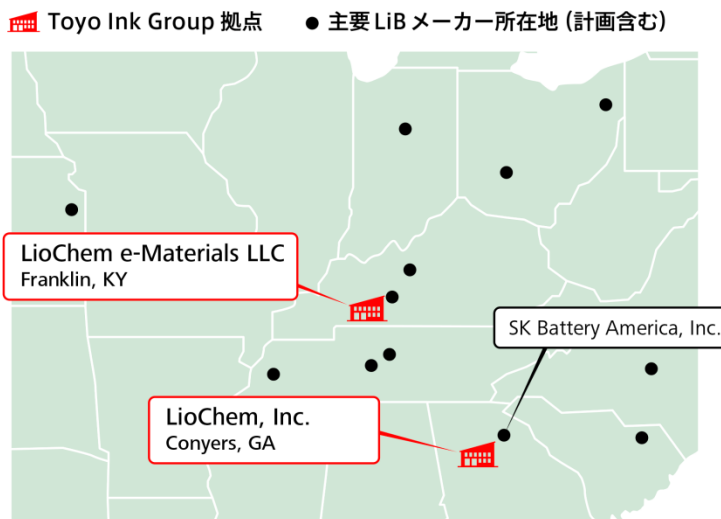 Toyo Ink Group 拠点 ● 主要 LiB メーカー所在地 (計画含む)
LioChem e-Materials LLC
Franklin, KY
SK Battery America, Inc.
LioChem, Inc.
Conyers, GA